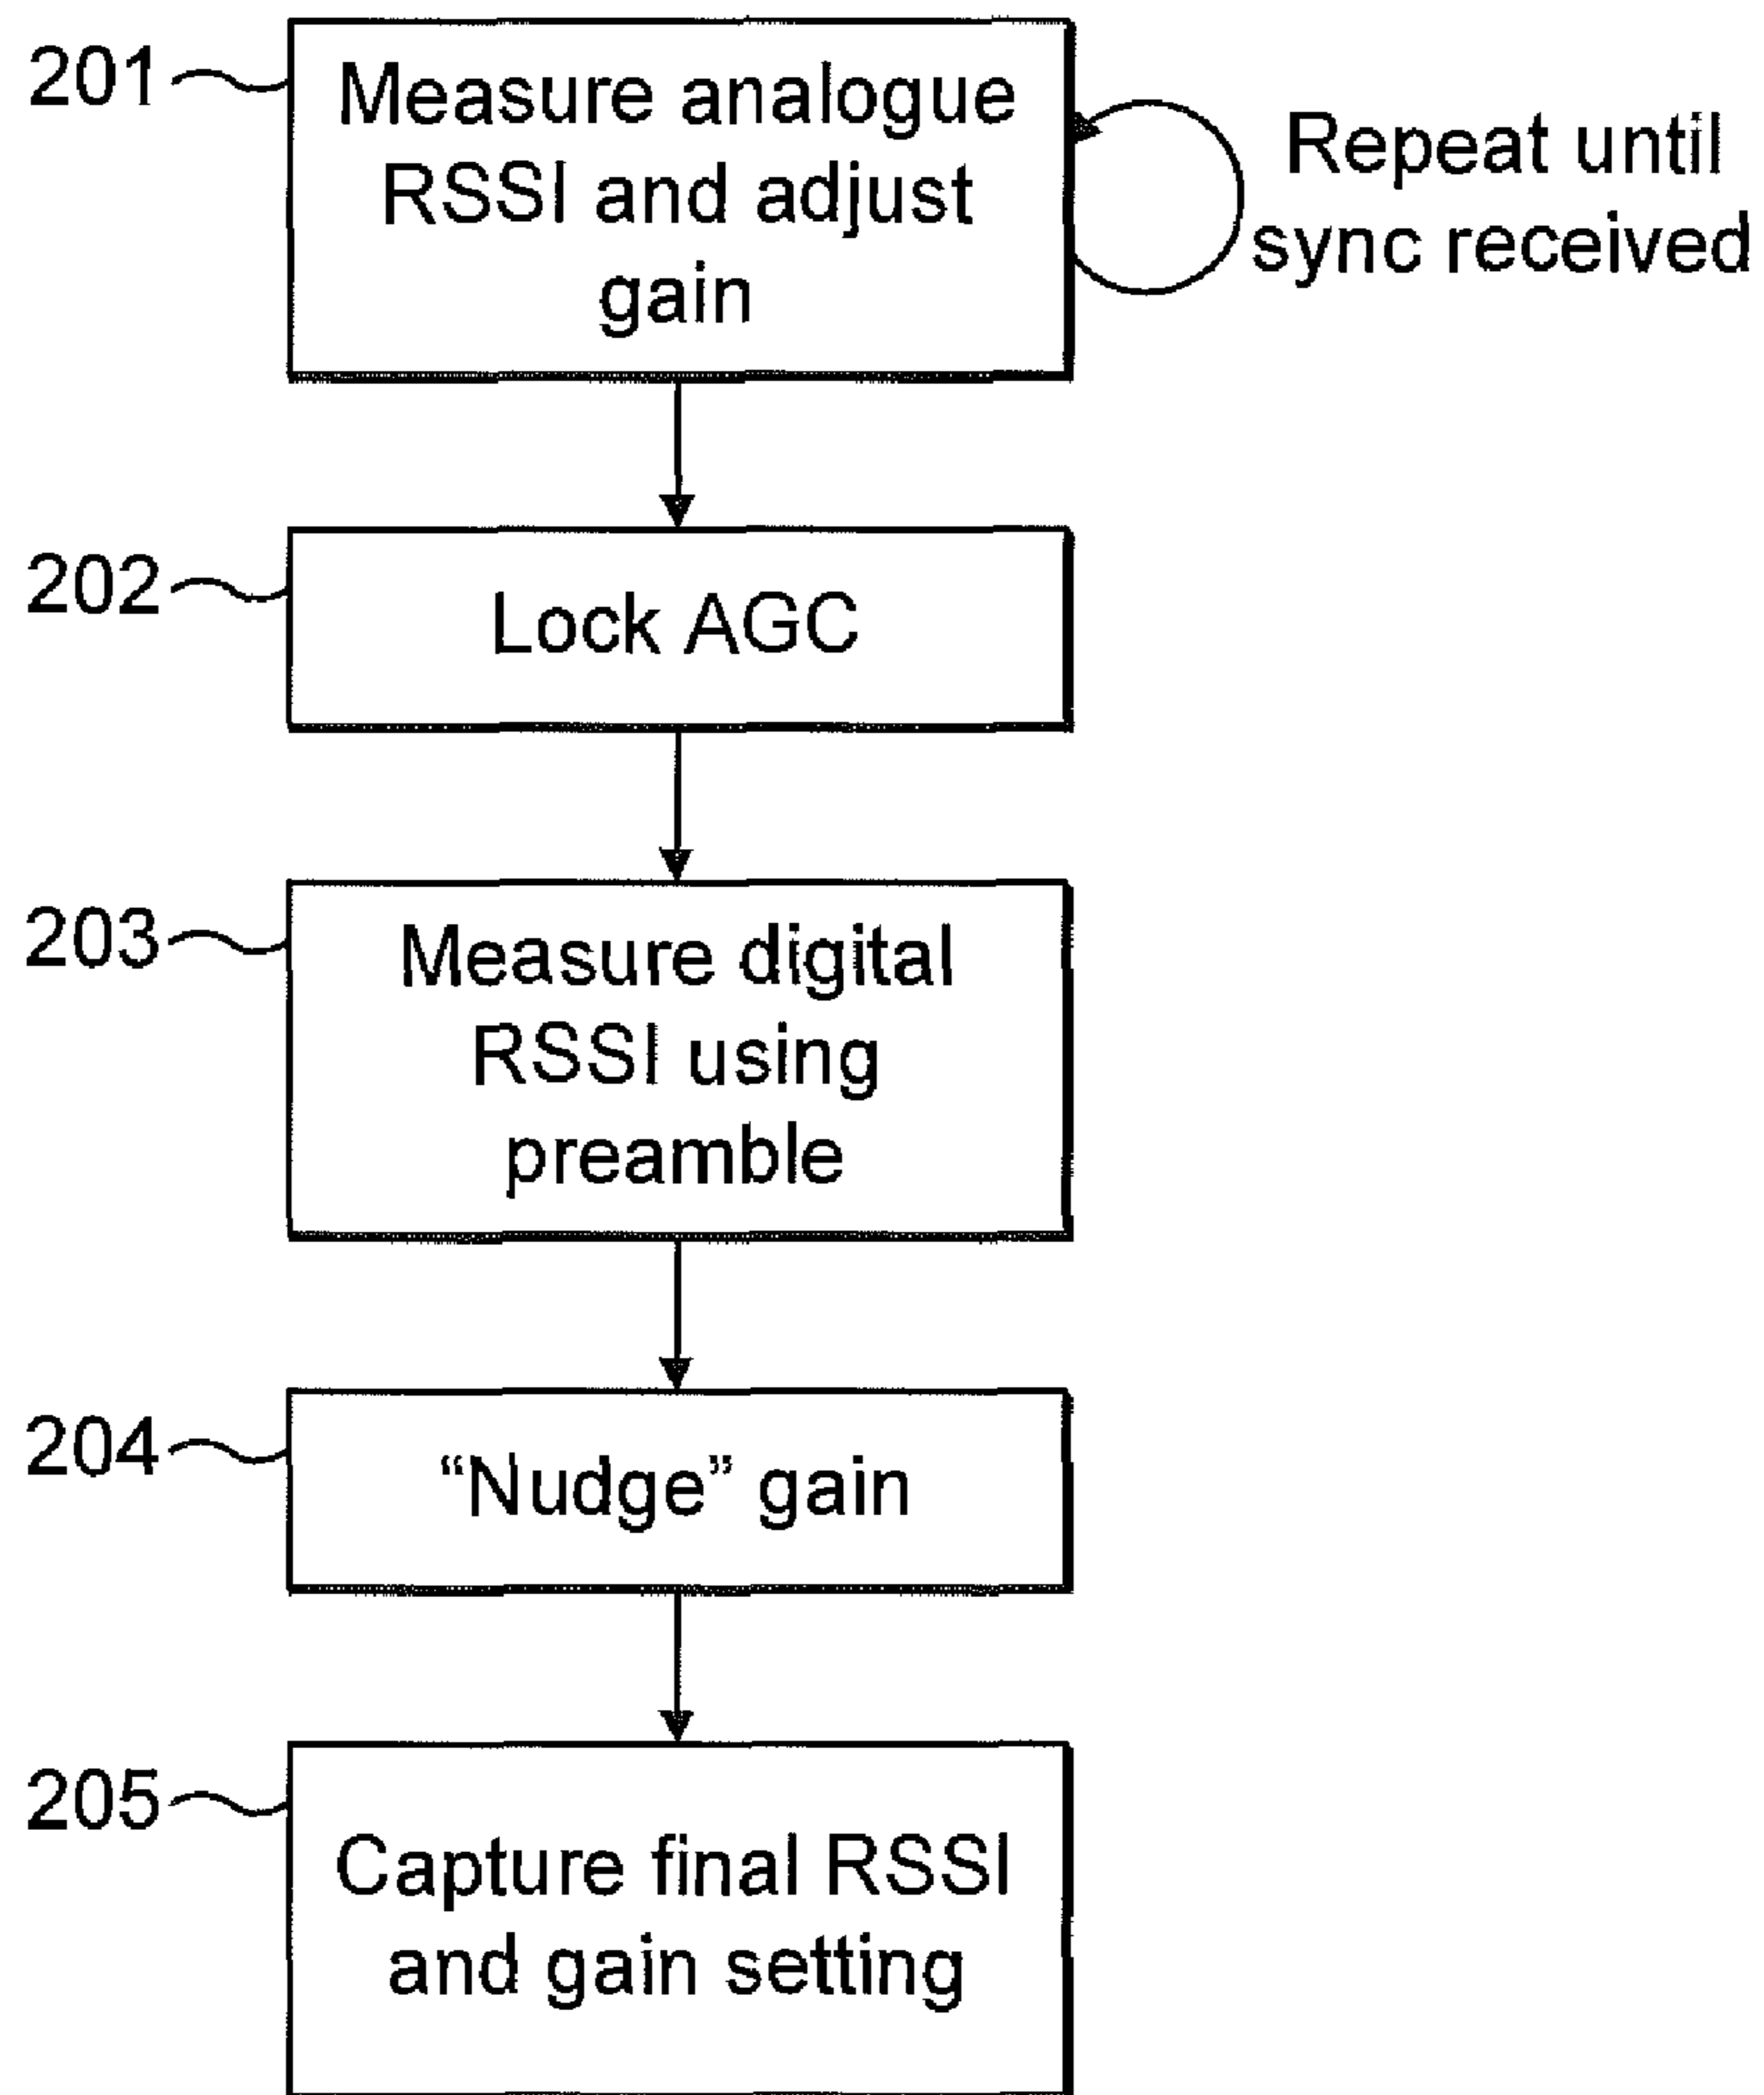 201
Measure analogue
RSSI and adjust
gain
Repeat until
sync received
202
Lock AGC
203
Measure digital
RSSI using
preamble
204
“Nudge” gain
205
Capture final RSSI
and gain setting